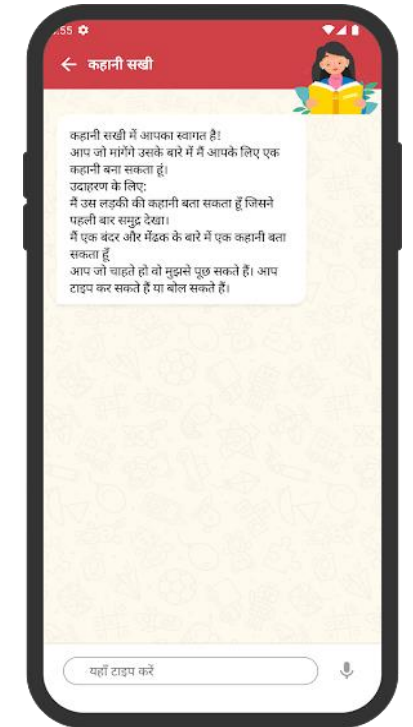 :55
कहानी सखी
कहानी सखी में आपका स्वागत है!
आप जो मांगेंगे उसके बारे में मैं आपके लिए एक
कहानी बना सकता हूं।
उदाहरण के लिए:
मैं उस लड़की की कहानी बता सकता हूँ जिसने
पहली बार समुद्र देखा।
मैं एक बंदर और मेंढक के बारे में एक कहानी बता
सकता हूँ
आप जो चाहते हो वो मुझसे पूछ सकते हैं। आप
टाइप कर सकते हैं या बोल सकते हैं।
यहाँ टाइप करें